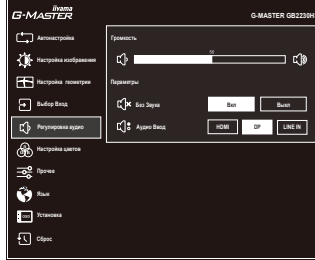 iiyama
G-MASTER
G-MASTER GB2230H
Автонастройка
Настройка изображения
Настройка геометрии
Выбор Вход
Регулировка аудио
Настройка цветов
Прочее
Язык
OSD
Установка
Сброс
Громкость
50
Параметры
Без Звука
Вкл
Выкл
Аудио Ввод
HDMI
DP
LINE IN